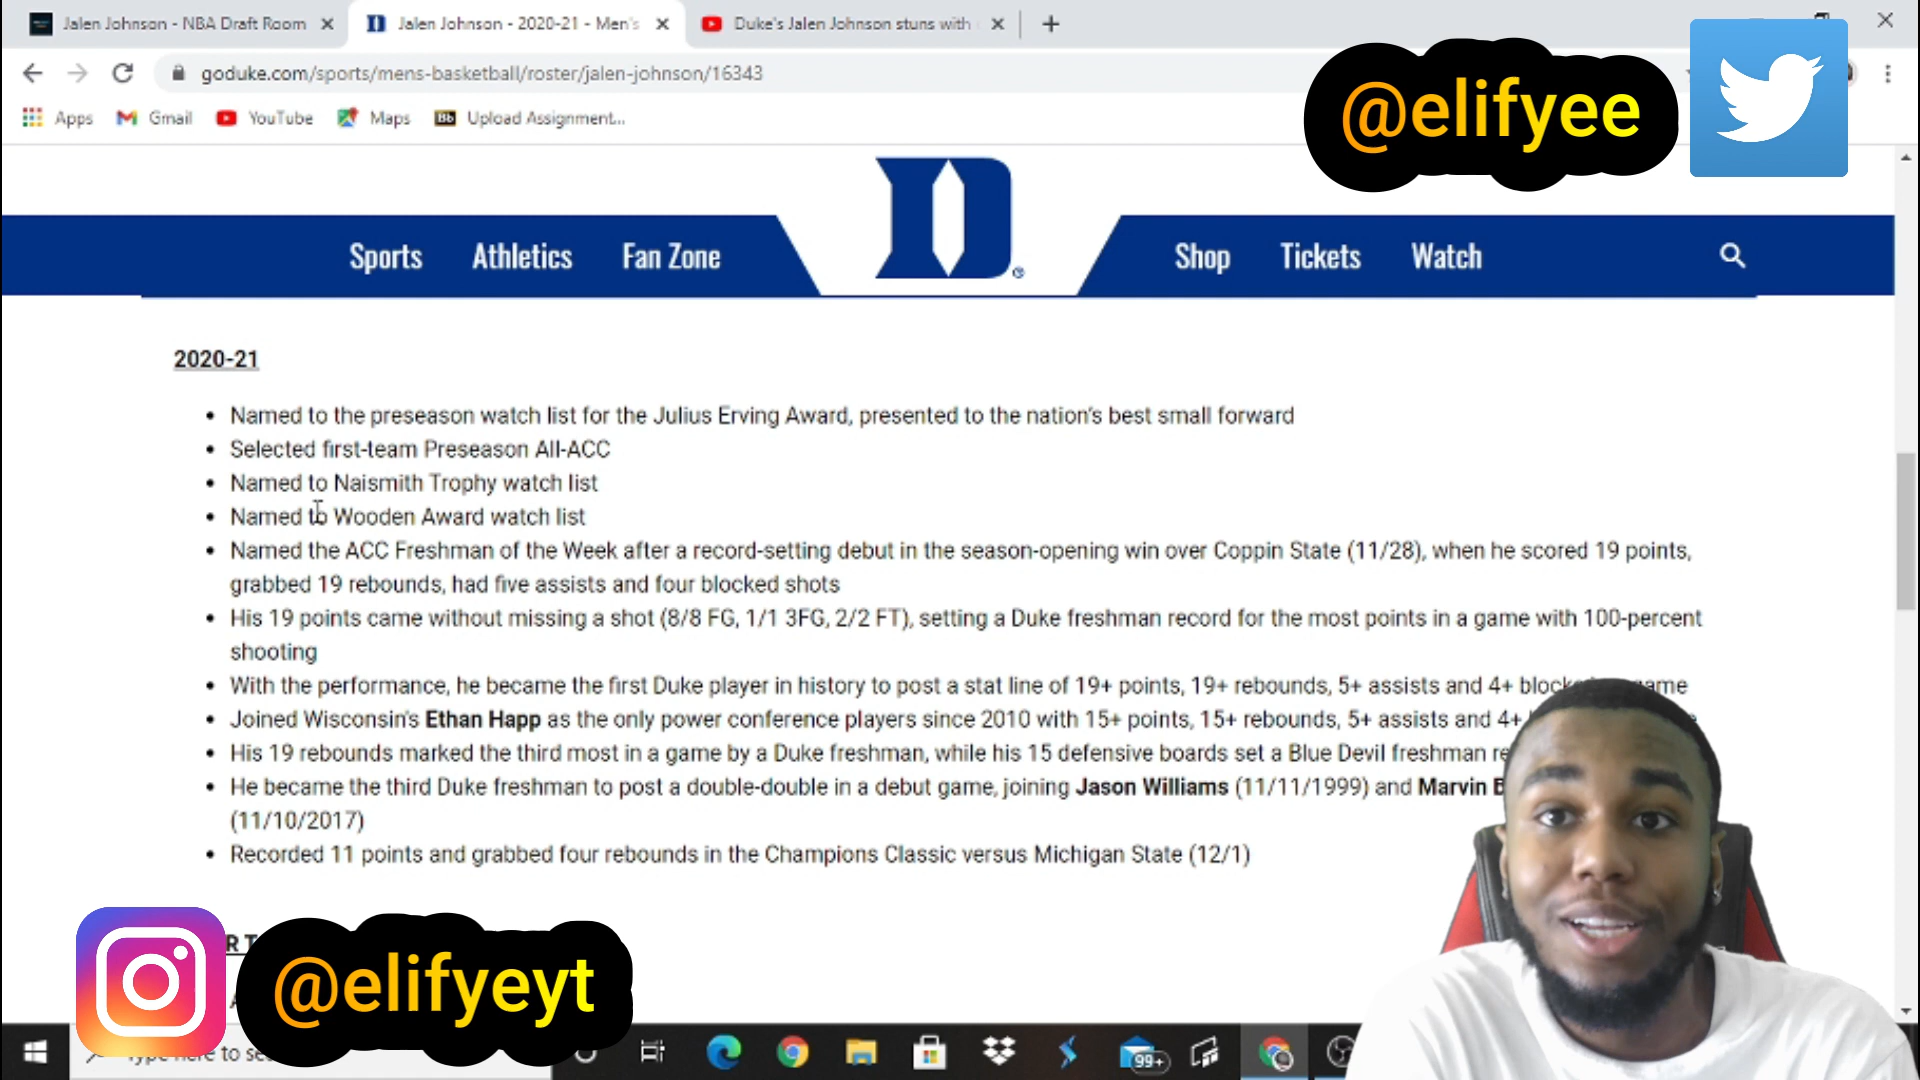 Jalen Johnson - NBA Draft Room
Jalen Johnson - 2020-21 - Men's
Duke's Jalen Johnson stuns with
goduke.com/sports/mens-basketball/roster/jalen-johnson/16343
Apps Gmail YouTube Maps Bb Upload Assignment...
@elifyee
Sports Athletics Fan Zone D Shop Tickets Watch
2020-21
• Named to the preseason watch list for the Julius Erving Award, presented to the nation's best small forward
• Selected first-team Preseason All-ACC
• Named to Naismith Trophy watch list
• Named to Wooden Award watch list
• Named the ACC Freshman of the Week after a record-setting debut in the season-opening win over Coppin State (11/28), when he scored 19 points,
grabbed 19 rebounds, had five assists and four blocked shots
• His 19 points came without missing a shot (8/8 FG, 1/1 3FG, 2/2 FT), setting a Duke freshman record for the most points in a game with 100-percent
shooting
• With the performance, he became the first Duke player in history to post a stat line of 19+ points, 19+ rebounds, 5+ assists and 4+ game
• Joined Wisconsin's Ethan Happ as the only power conference players since 2010 with 15+ points, 15+ rebounds, 5+ assists and 4+
• His 19 rebounds marked the third most in a game by a Duke freshman, while his 15 defensive boards set a Blue Devil freshman
• He became the third Duke freshman to post a double-double in a debut game, joining Jason Williams (11/11/1999) and Marvin
(11/10/2017)
• Recorded 11 points and grabbed four rebounds in the Champions Classic versus Michigan State (12/1)
@elifyeyt
Type here to
99+